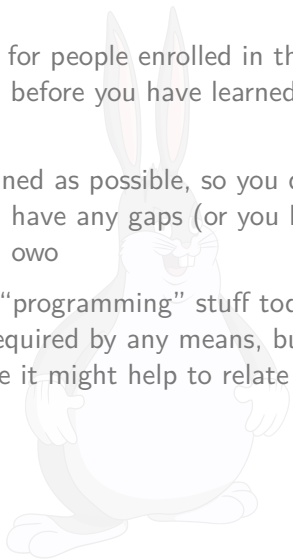 for people enrolled in th
before you have learned
ned as possible, so you
have any gaps (or you
owo
“programming” stuff tod
equired by any means, bu
e it might help to relate